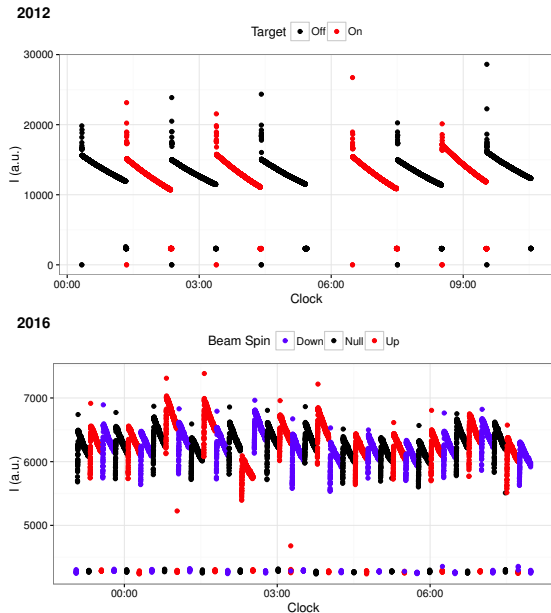 2012
Target Off On
30000
20000
10000
0
I (a.u.)
00:00 03:00 06:00 09:00
Clock
2016
Beam Spin Down Null Up
7000
6000
5000
I (a.u.)
00:00 03:00 06:00
Clock